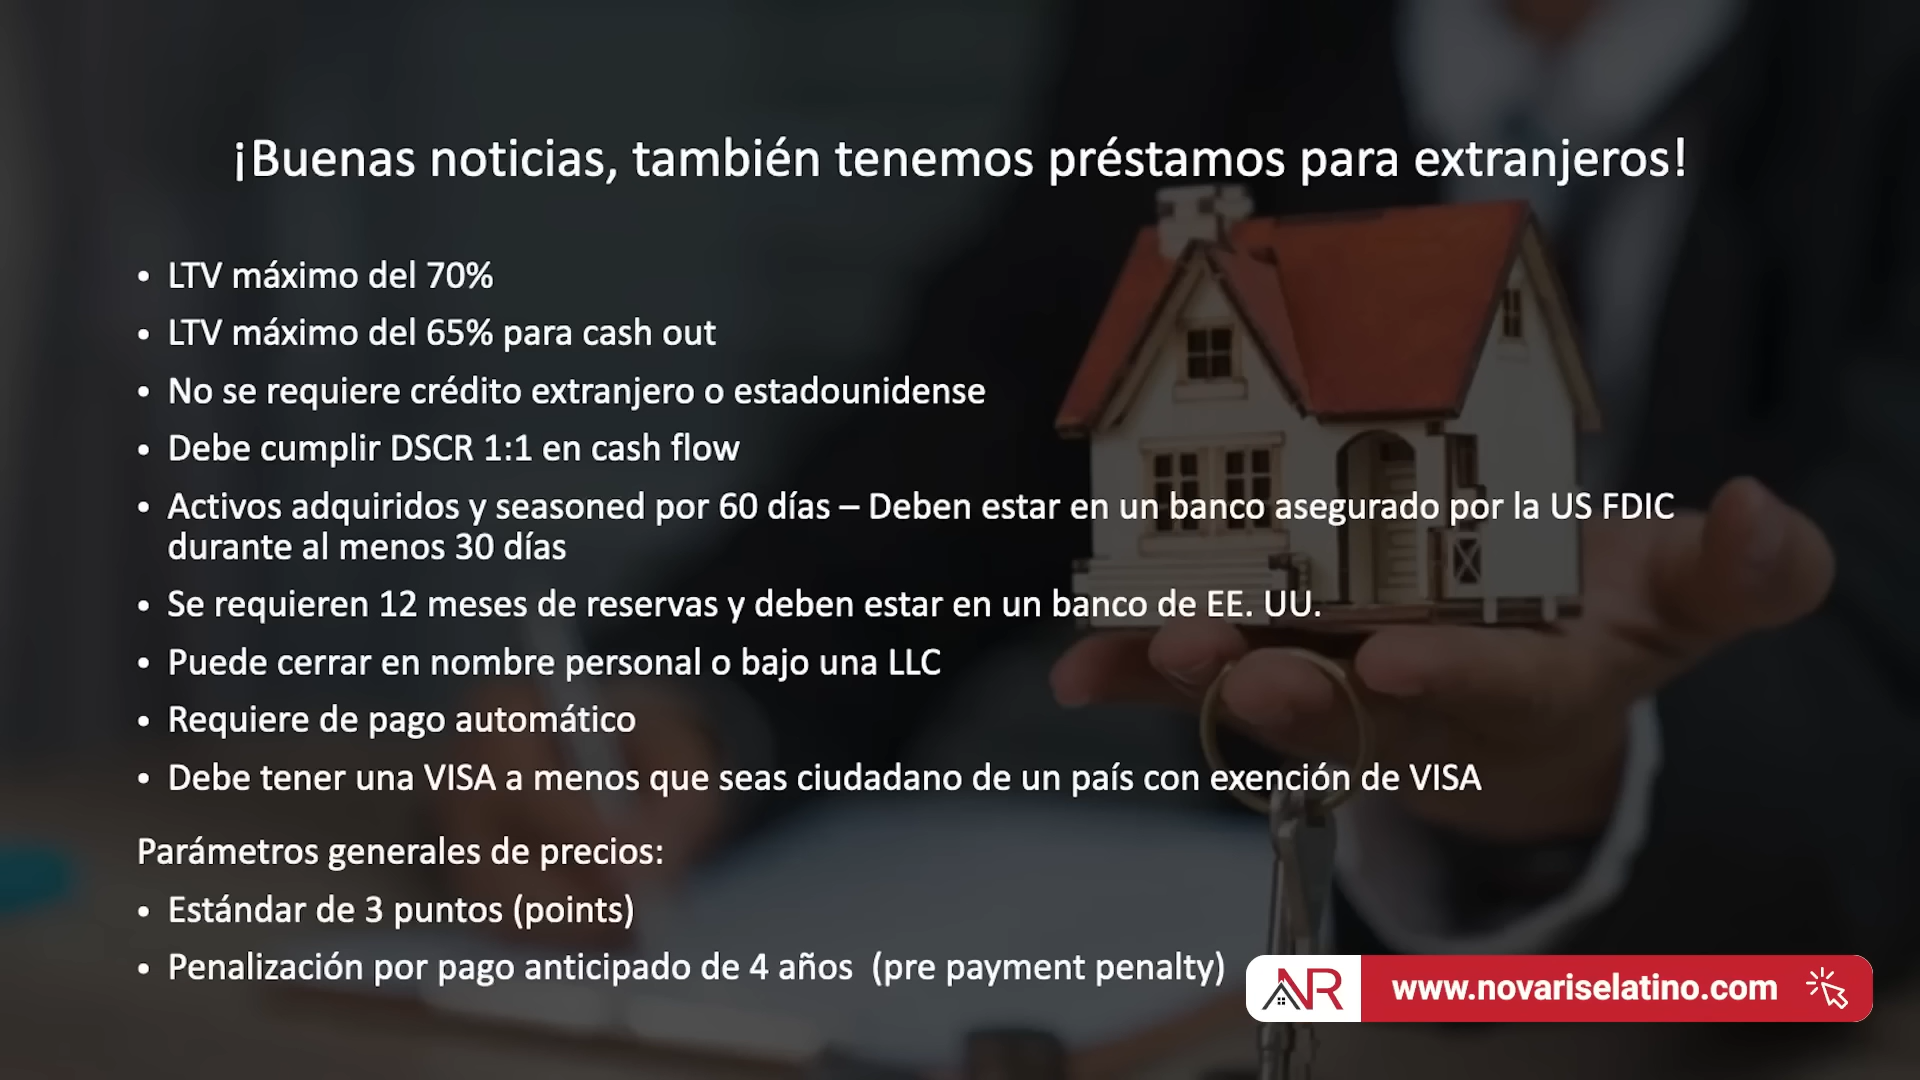 ¡Buenas noticias, también tenemos préstamos para extranjeros!
• LTV máximo del 70%
• LTV máximo del 65% para cash out
• No se requiere crédito extranjero o estadounidense
• Debe cumplir DSCR 1:1 en cash flow
• Activos adquiridos y seasoned por 60 días – Deben estar en un banco asegurado por la US FDIC
durante al menos 30 días
• Se requieren 12 meses de reservas y deben estar en un banco de EE. UU.
• Puede cerrar en nombre personal o bajo una LLC
• Requiere de pago automático
• Debe tener una VISA a menos que seas ciudadano de un país con exención de VISA
Parámetros generales de precios:
• Estándar de 3 puntos (points)
• Penalización por pago anticipado de 4 años  (pre payment penalty)
NR www.novariselatino.com